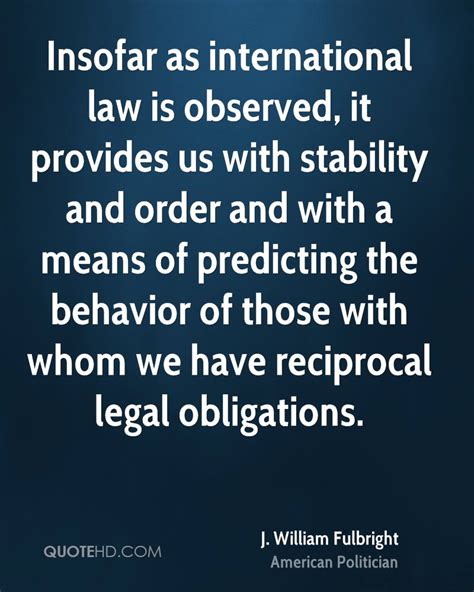 Insofar as international
law is observed, it
provides us with stability
and order and with a
means of predicting the
behavior of those with
whom we have reciprocal
legal obligations.
J. William Fulbright
QUOTEHD.COM
American Politician